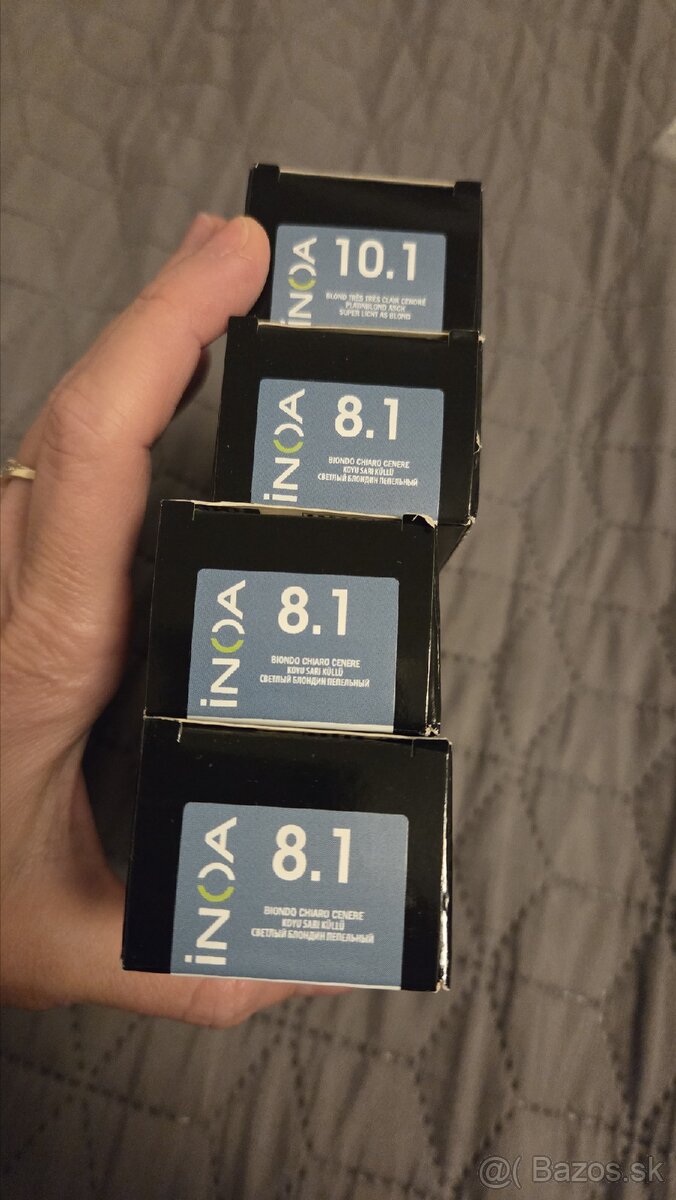 iNOA
10.1
BLOND TRÈS TRÈS CLAIR CENDRÉ
PLATINBLOND ASCH
SUPER LIGHT AS BLOND
iNOA
8.1
BIONDO CHIARO CENERE
KOYU SARI KÜLLÜ
СВЕТЛЫЙ БЛОНДИН ПЕПЕЛЬНЫЙ
iNOA
8.1
BIONDO CHIARO CENERE
KOYU SARI KÜLLÜ
СВЕТЛЫЙ БЛОНДИН ПЕПЕЛЬНЫЙ
iNOA
8.1
BIONDO CHIARO CENERE
KOYU SARI KÜLLÜ
СВЕТЛЫЙ БЛОНДИН ПЕПЕЛЬНЫЙ
@( Bazos.sk